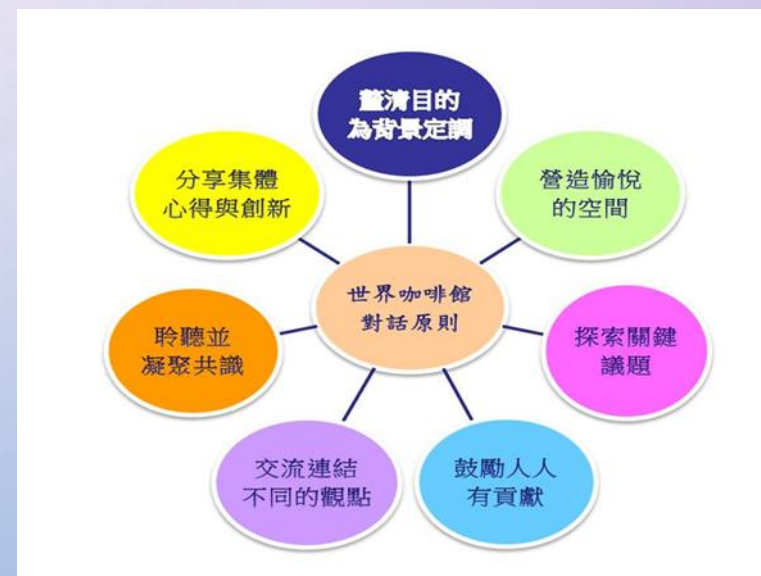 釐清目的
為背景定調
營造愉悅
的空間
探索關鍵
議題
鼓勵人人
有貢獻
交流連結
不同的觀點
聆聽並
凝聚共識
分享集體
心得與創新
世界咖啡館
對話原則